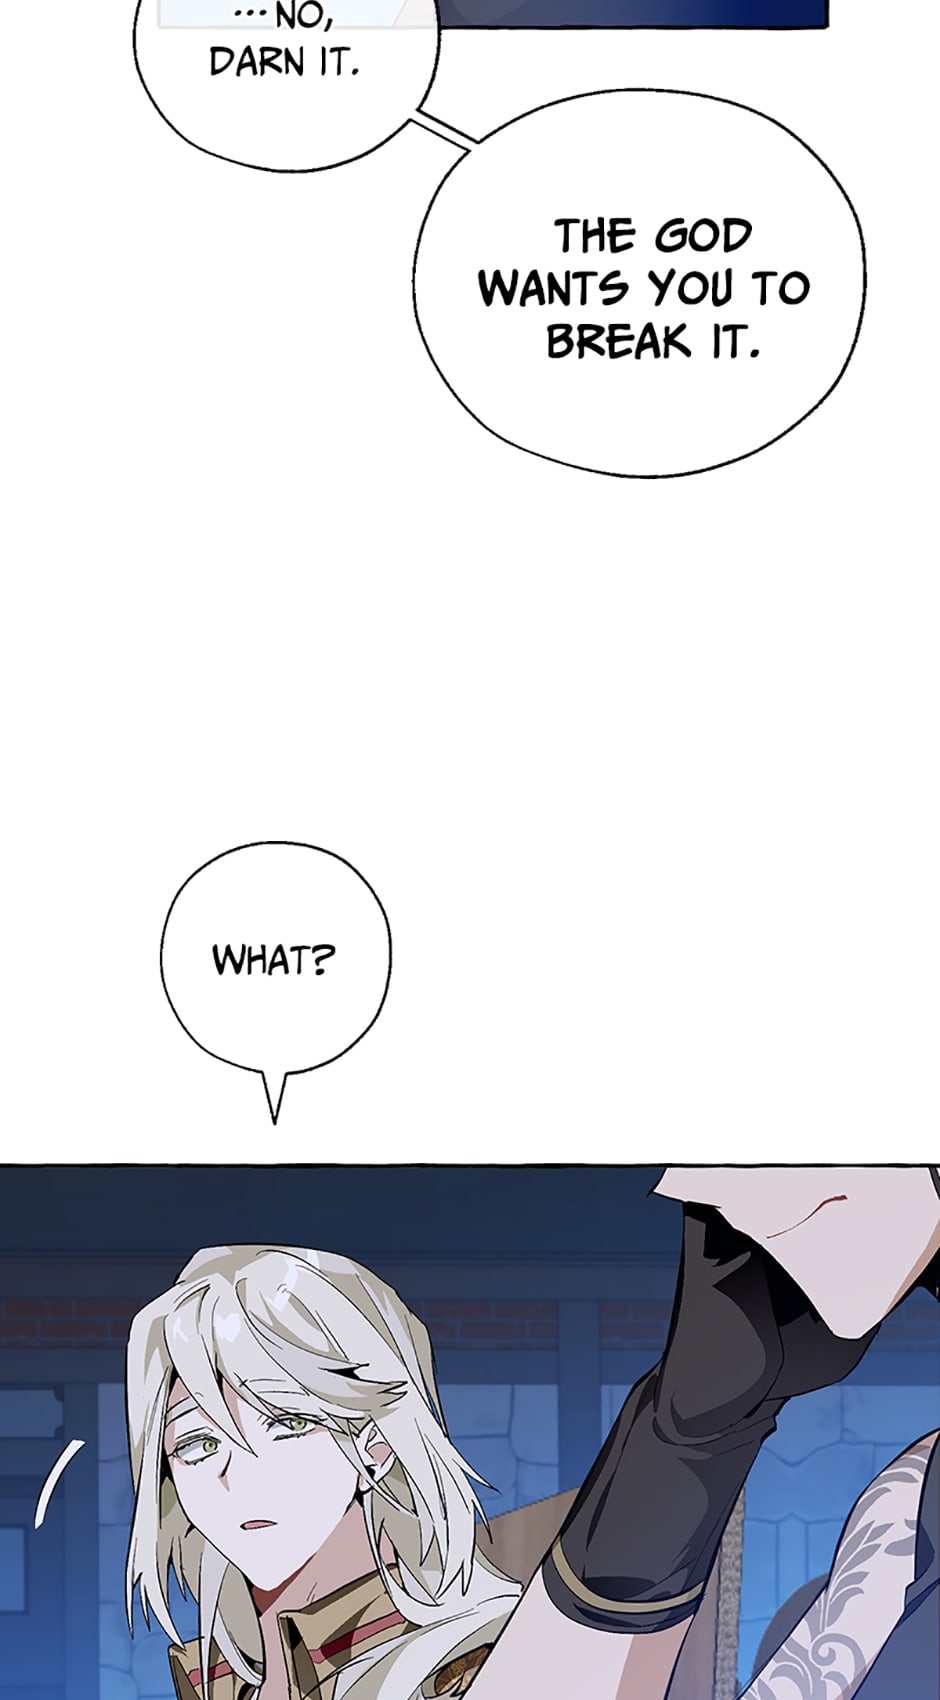 ...NO,
DARN IT.
THE GOD
WANTS YOU TO
BREAK IT.
WHAT?